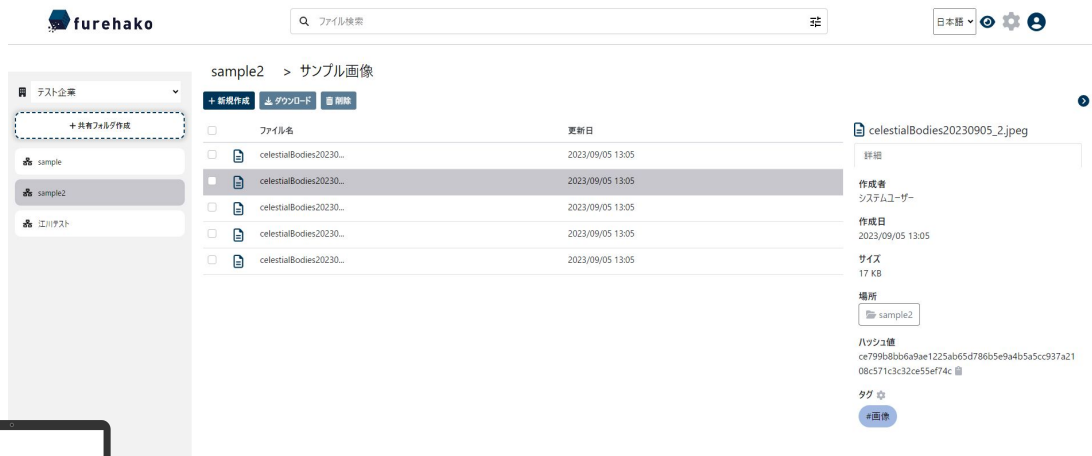 furehako
ファイル検索
日本語
テスト企業
+ 共有フォルダ作成
sample
sample2
江川テスト
sample2 > サンプル画像
+ 新規作成 ダウンロード 削除
ファイル名 更新日
celestialBodies20230... 2023/09/05 13:05
celestialBodies20230... 2023/09/05 13:05
celestialBodies20230... 2023/09/05 13:05
celestialBodies20230... 2023/09/05 13:05
celestialBodies20230... 2023/09/05 13:05
celestialBodies20230905_2.jpeg
詳細
作成者
システムユーザー
作成日
2023/09/05 13:05
サイズ
17 KB
場所
sample2
ハッシュ値
ce799b8bb6a9ae1225ab65d786b5e9a4b5a5cc937a21
08c571c3c32ce55ef74c
タグ
#画像